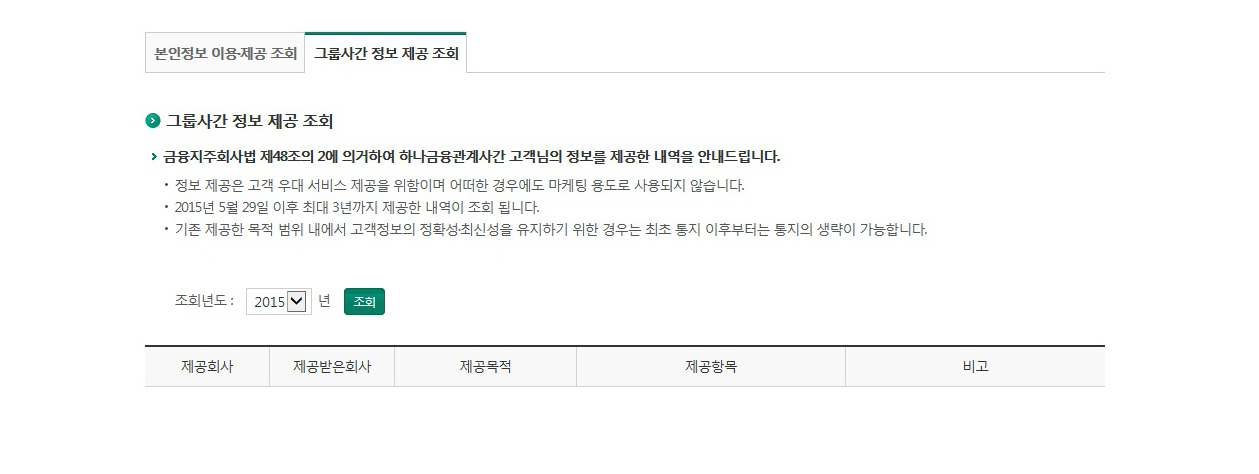 본인정보 이용·제공 조회 그룹사간 정보 제공 조회
그룹사간 정보 제공 조회
금융지주회사법 제48조의 2에 의거하여 하나금융관계사간 고객님의 정보를 제공한 내역을 안내드립니다.
· 정보 제공은 고객 우대 서비스 제공을 위함이며 어떠한 경우에도 마케팅 용도로 사용되지 않습니다.
· 2015년 5월 29일 이후 최대 3년까지 제공한 내역이 조회 됩니다.
· 기존 제공한 목적 범위 내에서 고객정보의 정확성·최신성을 유지하기 위한 경우는 최초 통지 이후부터는 통지의 생략이 가능합니다.
조회년도 : 2015 년 조회
제공회사 제공받은회사 제공목적 제공항목 비고